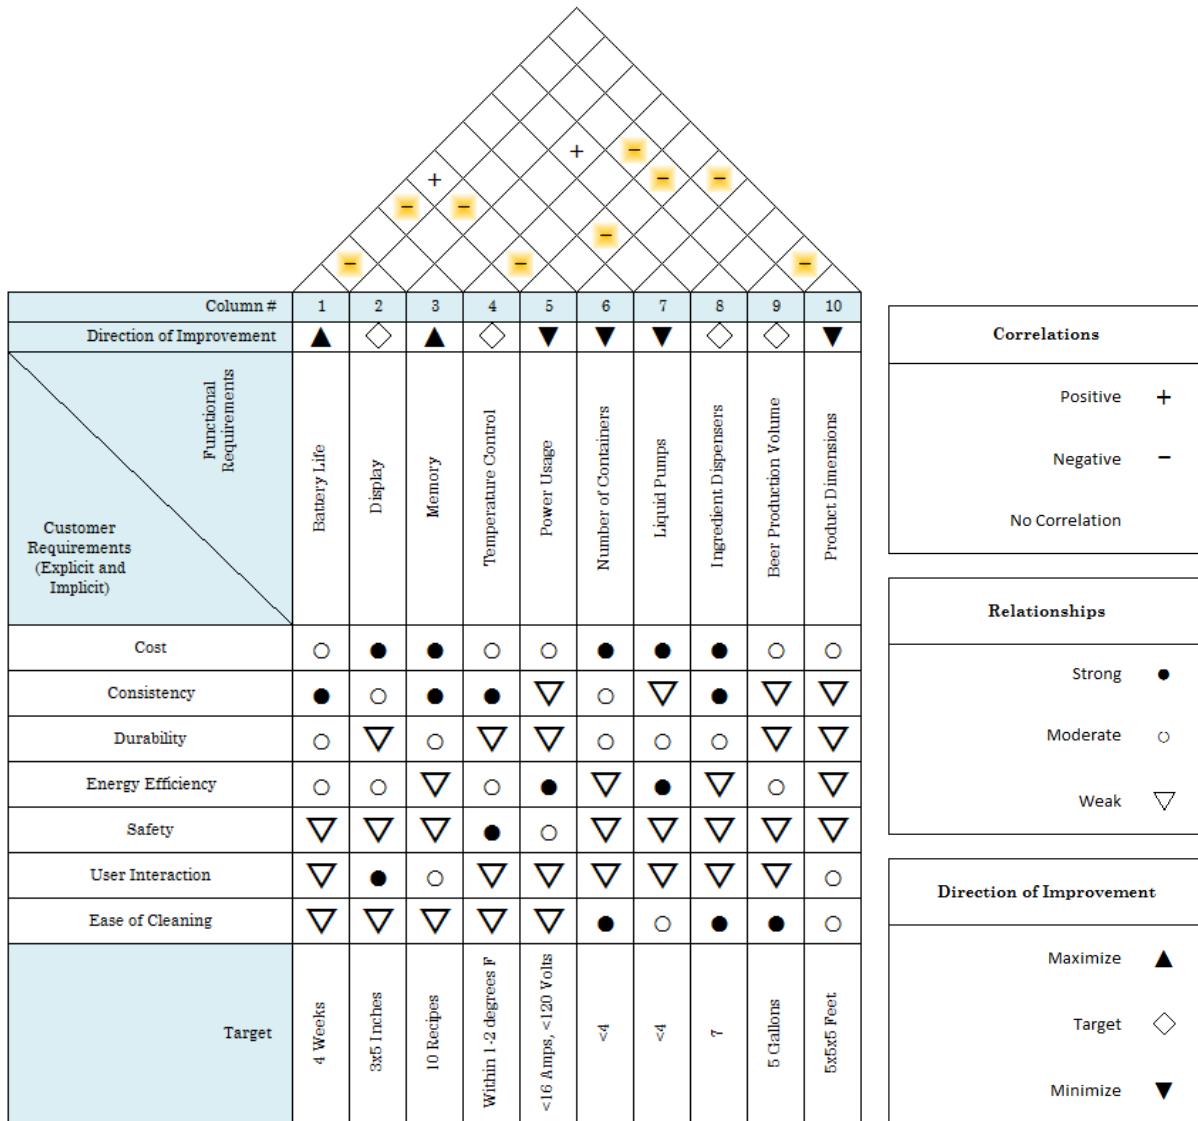 +
−
−
+
−
−
−
−
−
−
−
−
Column # 1 2 3 4 5 6 7 8 9 10
Direction of Improvement ▲ ◇ ▲ ◇ ▼ ▼ ▼ ◇ ◇ ▼
Functional
Requirements
Customer
Requirements
(Explicit and
Implicit)
Battery Life
Display
Memory
Temperature Control
Power Usage
Number of Containers
Liquid Pumps
Ingredient Dispensers
Beer Production Volume
Product Dimensions
Cost ○ ● ● ○ ○ ● ● ● ○ ○
Consistency ● ○ ● ● ▽ ○ ▽ ● ▽ ▽
Durability ○ ▽ ○ ▽ ▽ ○ ○ ○ ▽ ▽
Energy Efficiency ○ ○ ▽ ○ ● ▽ ● ▽ ○ ▽
Safety ▽ ▽ ▽ ● ○ ▽ ▽ ▽ ▽ ▽
User Interaction ▽ ● ○ ▽ ▽ ▽ ▽ ▽ ▽ ○
Ease of Cleaning ▽ ▽ ▽ ▽ ▽ ● ○ ● ● ○
Target
4 Weeks
3x5 Inches
10 Recipes
Within 1-2 degrees F
<16 Amps, <120 Volts
<4
<4
7
5 Gallons
5x5x5 Feet
Correlations
Positive +
Negative −
No Correlation
Relationships
Strong ●
Moderate ○
Weak ▽
Direction of Improvement
Maximize ▲
Target ◇
Minimize ▼